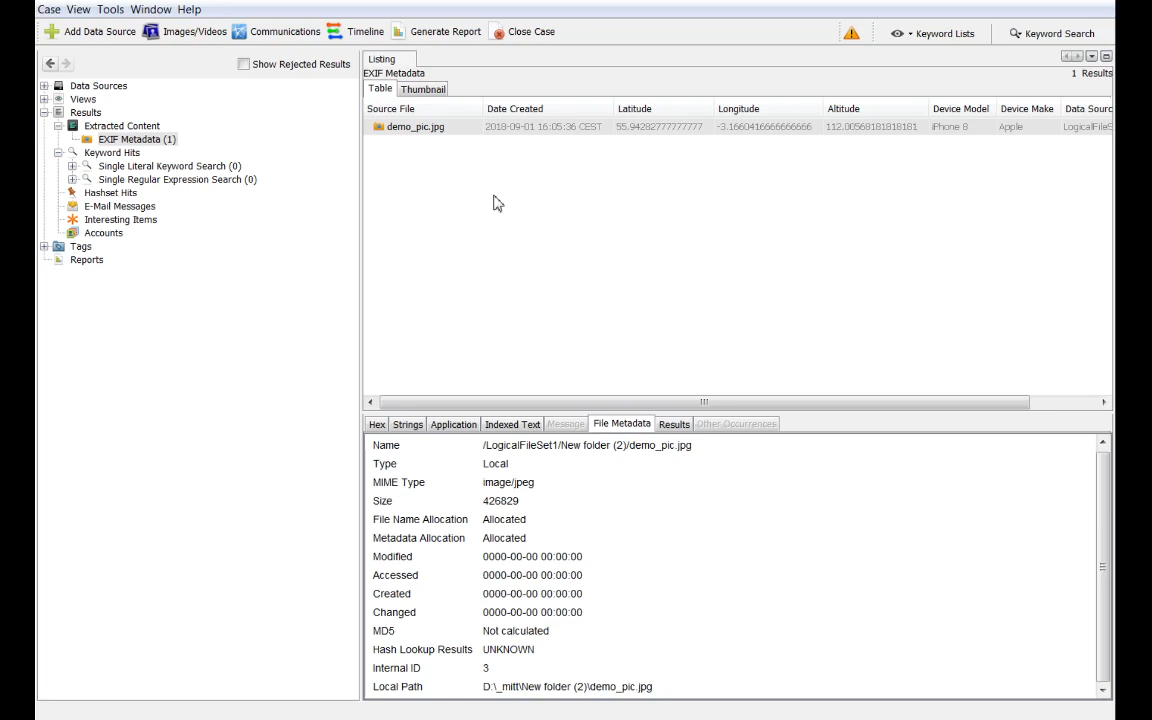 Case View Tools Window Help
Add Data Source Images/Videos Communications Timeline Generate Report Close Case Keyword Lists Keyword Search
Show Rejected Results
Data Sources
Views
Results
Extracted Content
EXIF Metadata (1)
Keyword Hits
Single Literal Keyword Search (0)
Single Regular Expression Search (0)
Hashset Hits
E-Mail Messages
Interesting Items
Accounts
Tags
Reports
Listing
EXIF Metadata
1 Results
Table Thumbnail
Source File Date Created Latitude Longitude Altitude Device Model Device Make Data Sourc
demo_pic.jpg 2018-09-01 16:05:36 CEST 55.94282777777777 -3.1660416666666666 112.00568181818181 iPhone 8 Apple LogicalFileS
Hex Strings Application Indexed Text Message File Metadata Results Other Occurrences
Name /LogicalFileSet1/New folder (2)/demo_pic.jpg
Type Local
MIME Type image/jpeg
Size 426829
File Name Allocation Allocated
Metadata Allocation Allocated
Modified 0000-00-00 00:00:00
Accessed 0000-00-00 00:00:00
Created 0000-00-00 00:00:00
Changed 0000-00-00 00:00:00
MD5 Not calculated
Hash Lookup Results UNKNOWN
Internal ID 3
Local Path D:\_mitt\New folder (2)\demo_pic.jpg